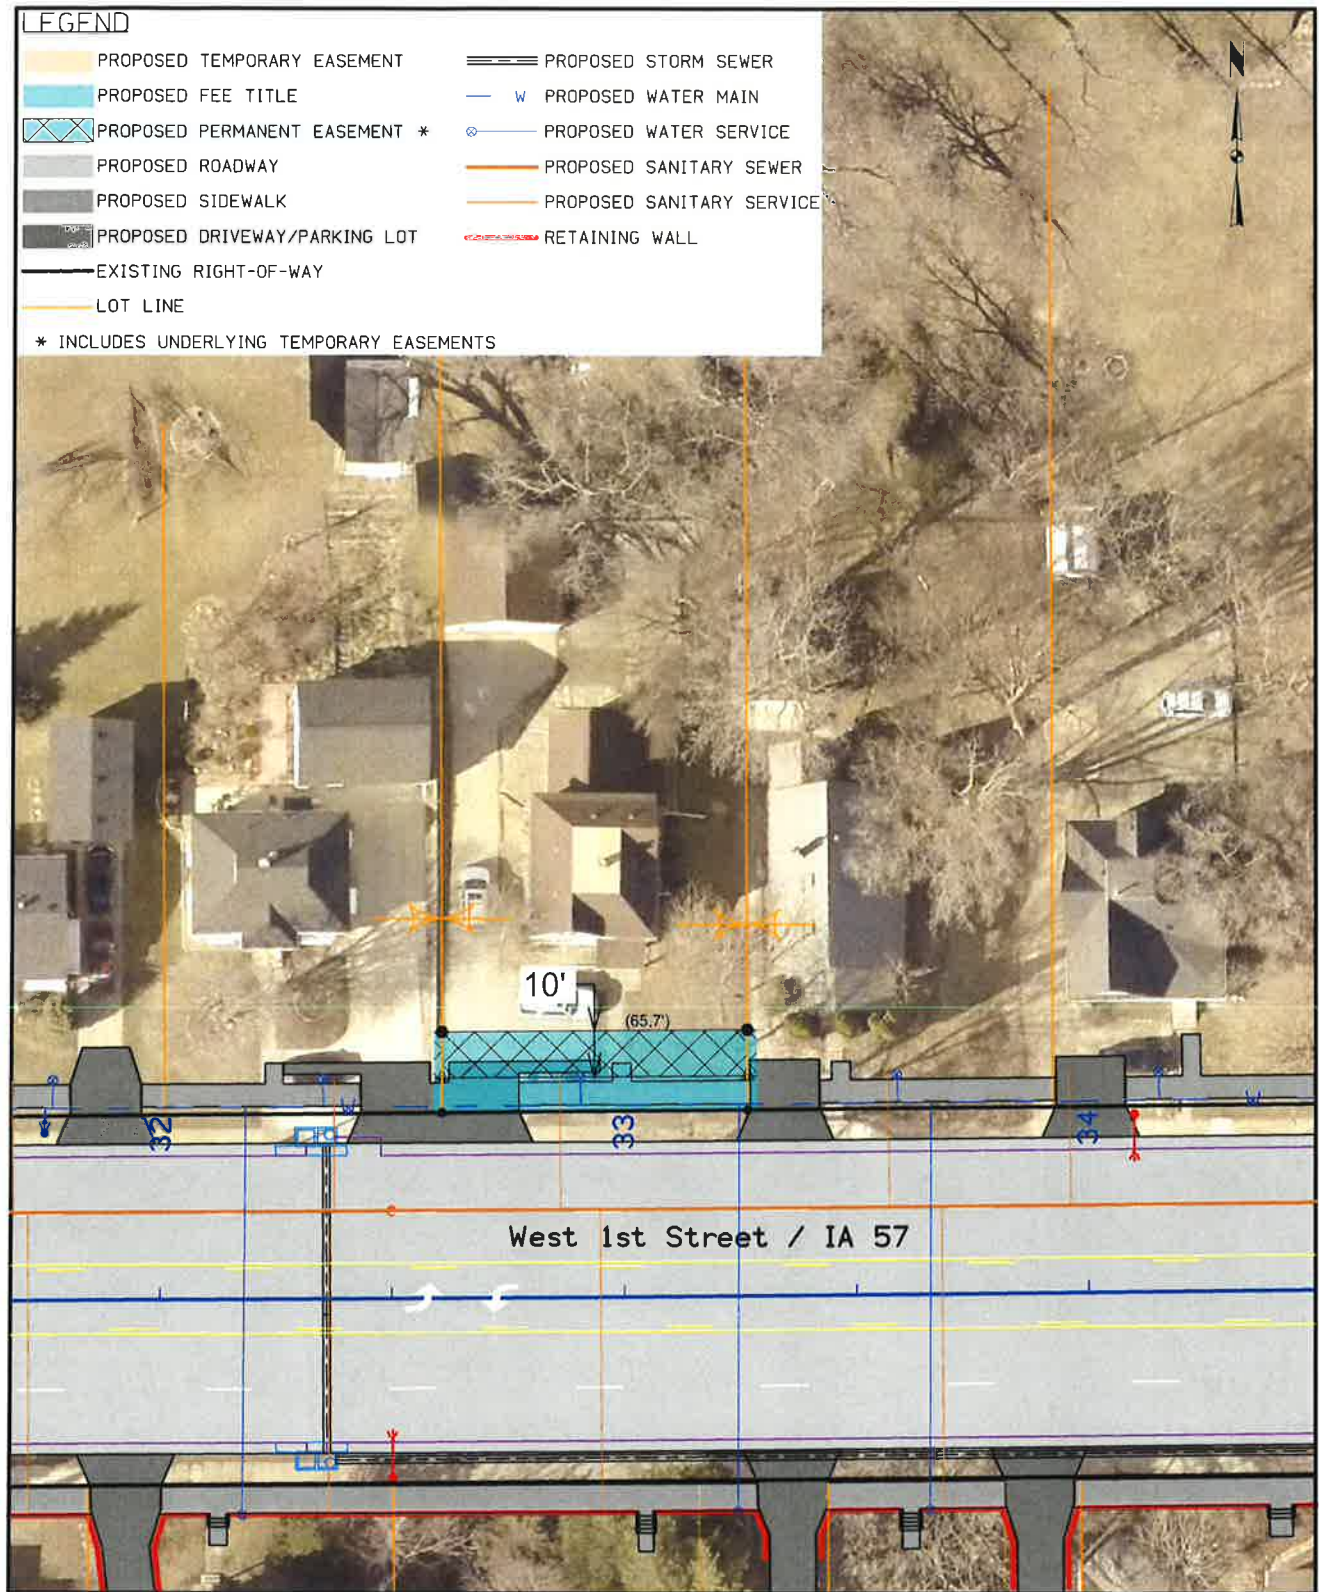 LEGEND
PROPOSED TEMPORARY EASEMENT
PROPOSED FEE TITLE
PROPOSED PERMANENT EASEMENT *
PROPOSED ROADWAY
PROPOSED SIDEWALK
PROPOSED DRIVEWAY/PARKING LOT
EXISTING RIGHT-OF-WAY
LOT LINE
* INCLUDES UNDERLYING TEMPORARY EASEMENTS
PROPOSED STORM SEWER
W PROPOSED WATER MAIN
PROPOSED WATER SERVICE
PROPOSED SANITARY SEWER
PROPOSED SANITARY SERVICE
RETAINING WALL
N
10'
(65.7')
W
W
32
33
34
West 1st Street / IA 57